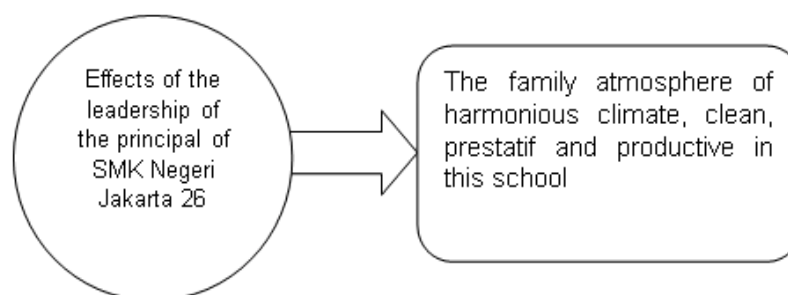 Effects of the
leadership of
the principal of
SMK Negeri
Jakarta 26
The family atmosphere of
harmonious climate, clean,
prestatif and productive in
this school